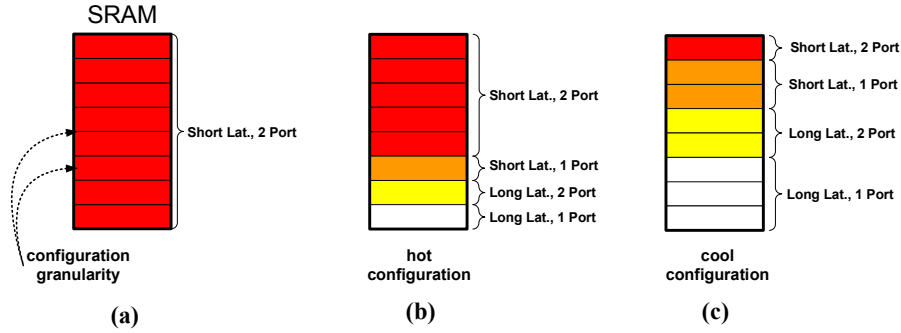 SRAM
Short Lat., 2 Port
configuration
granularity
(a)
Short Lat., 2 Port
Short Lat., 1 Port
Long Lat., 2 Port
Long Lat., 1 Port
hot
configuration
(b)
Short Lat., 2 Port
Short Lat., 1 Port
Long Lat., 2 Port
Long Lat., 1 Port
cool
configuration
(c)